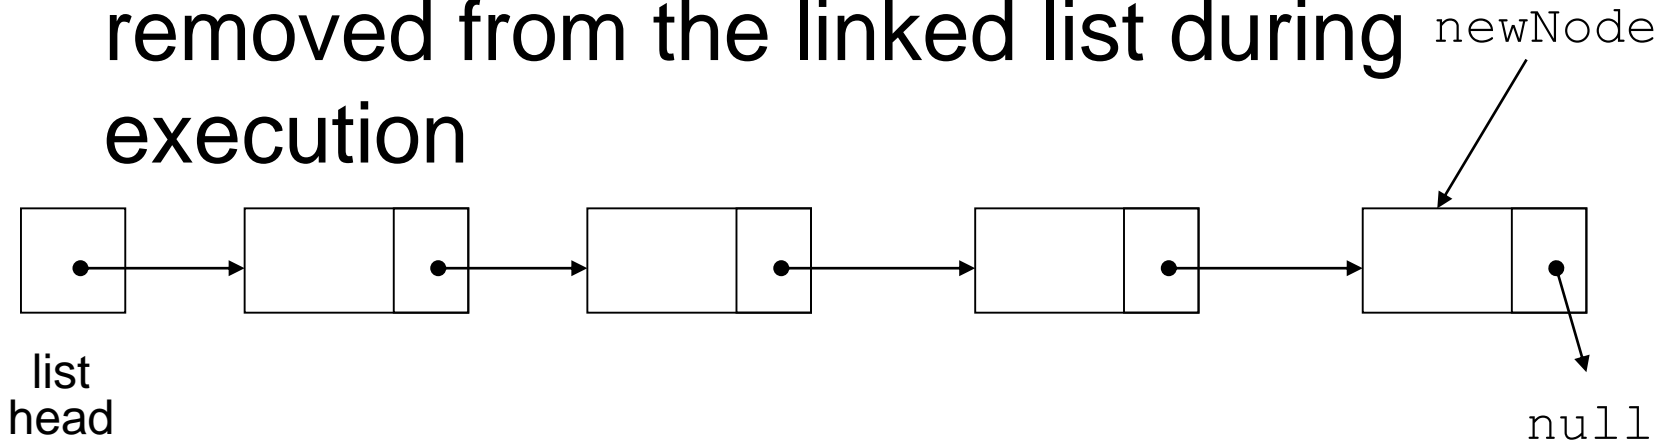 removed from the linked list during
newNode
execution
list
head
null